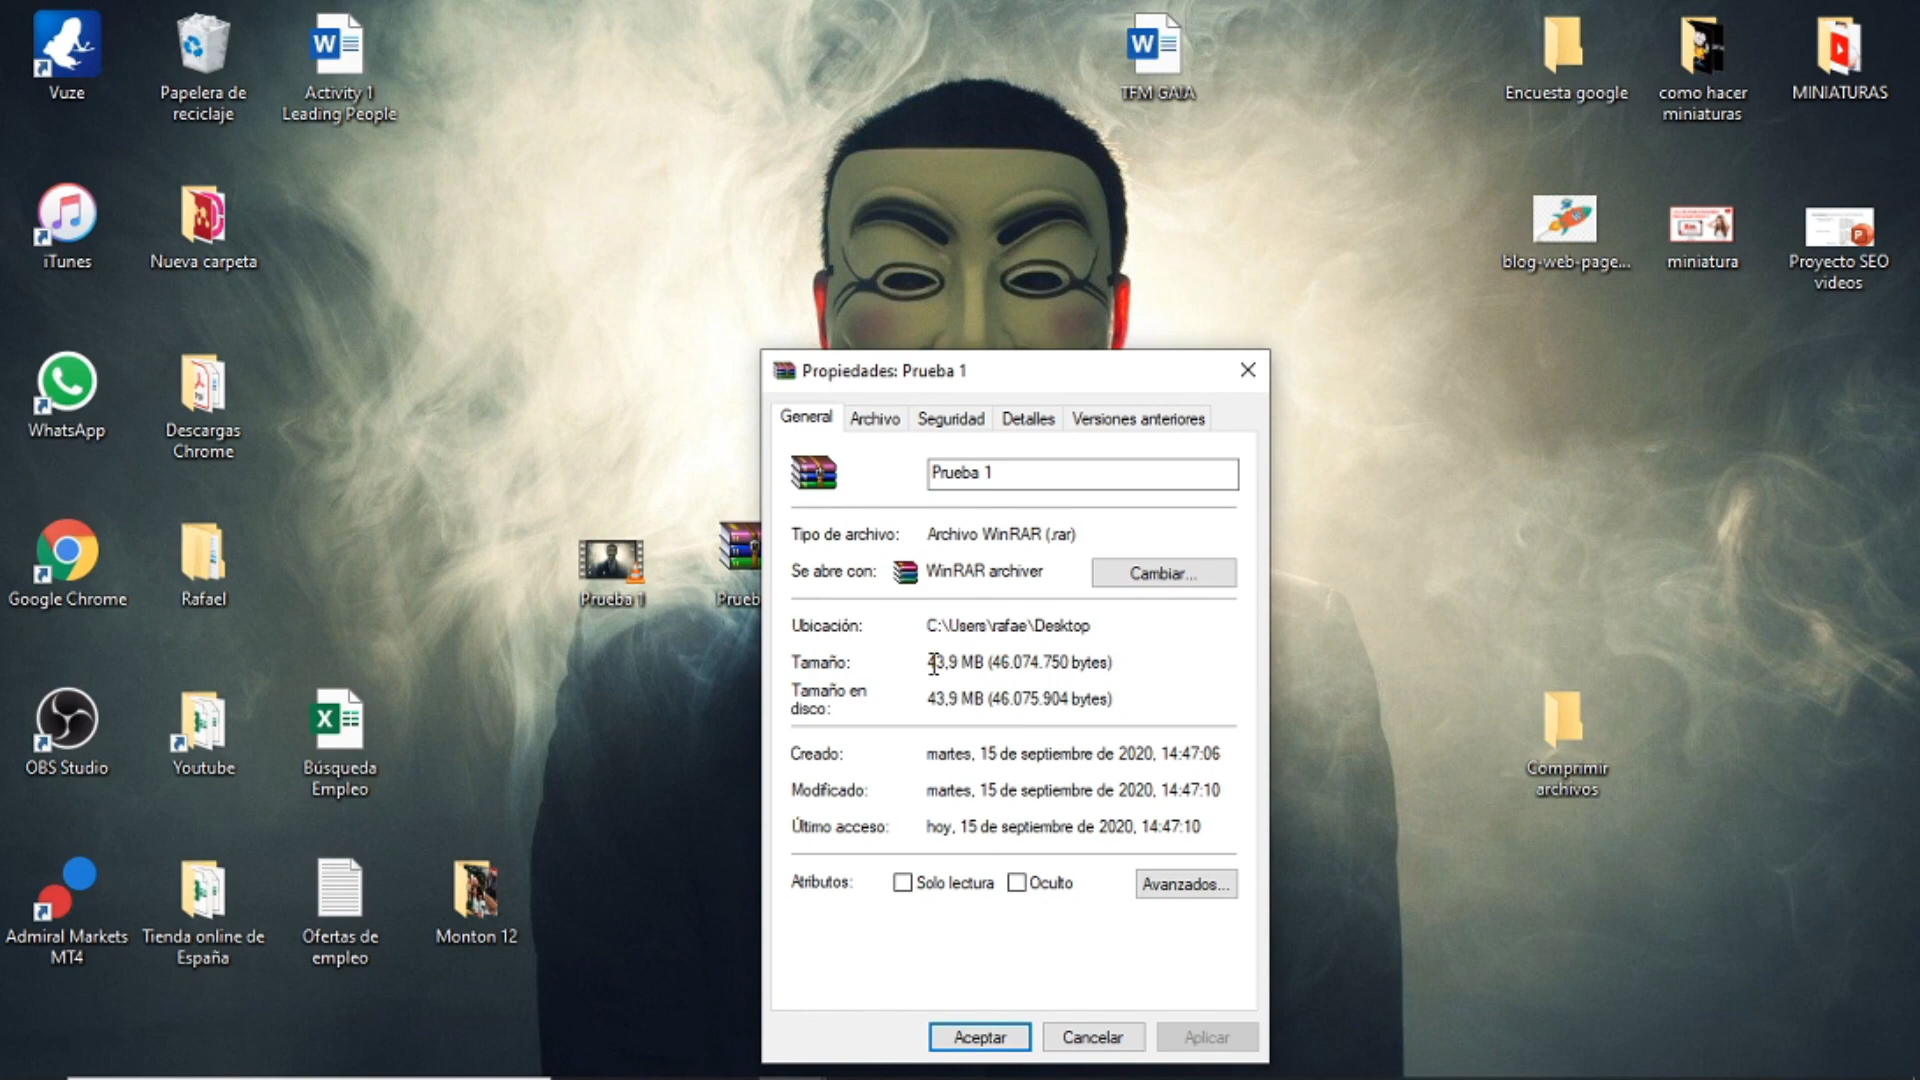 Vuze
Papelera de
reciclaje
Activity 1
Leading People
TFM GAIA
Encuesta google
como hacer
miniaturas
MINIATURAS
iTunes
Nueva carpeta
blog-web-page...
miniatura
Proyecto SEO
videos
WhatsApp
Descargas
Chrome
Google Chrome
Rafael
Prueba 1
Prueb
OBS Studio
Youtube
Búsqueda
Empleo
Comprimir
archivos
Admiral Markets
MT4
Tienda online de
España
Ofertas de
empleo
Monton 12
Propiedades: Prueba 1
General
Archivo
Seguridad
Detalles
Versiones anteriores
Prueba 1
Tipo de archivo: Archivo WinRAR (.rar)
Se abre con: WinRAR archiver
Cambiar...
Ubicación: C:\Users\rafae\Desktop
Tamaño: 43,9 MB (46.074.750 bytes)
Tamaño en
disco: 43,9 MB (46.075.904 bytes)
Creado: martes, 15 de septiembre de 2020, 14:47:06
Modificado: martes, 15 de septiembre de 2020, 14:47:10
Último acceso: hoy, 15 de septiembre de 2020, 14:47:10
Atributos: Solo lectura Oculto
Avanzados...
Aceptar
Cancelar
Aplicar